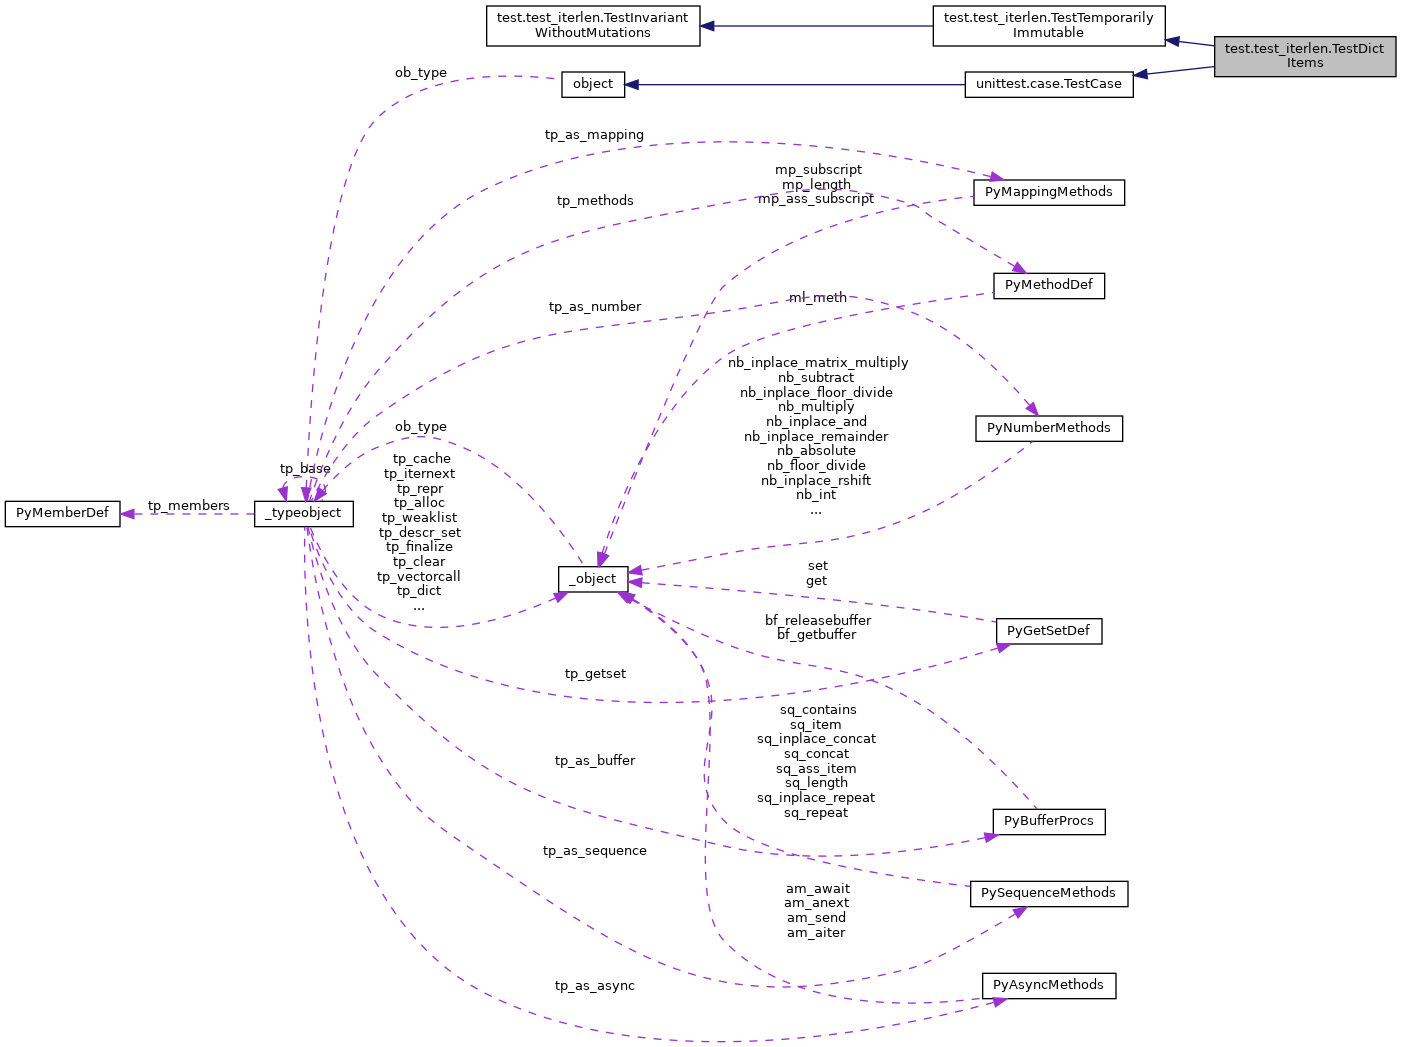 test.test_iterlen.TestInvariant
WithoutMutations
test.test_iterlen.TestTemporarily
Immutable
test.test_iterlen.TestDict
Items
ob_type
object
unittest.case.TestCase
tp_as_mapping
mp_subscript
mp_length
mp_ass_subscript
PyMappingMethods
tp_methods
PyMethodDef
tp_as_number
ml_meth
nb_inplace_matrix_multiply
nb_subtract
nb_inplace_floor_divide
nb_multiply
nb_inplace_and
nb_inplace_remainder
nb_absolute
nb_floor_divide
nb_inplace_rshift
nb_int
...
PyNumberMethods
ob_type
tp_cache
tp_iternext
tp_repr
tp_alloc
tp_weaklist
tp_descr_set
tp_finalize
tp_clear
tp_vectorcall
tp_dict
...
tp_base
PyMemberDef
tp_members
_typeobject
_object
set
get
PyGetSetDef
bf_releasebuffer
bf_getbuffer
tp_getset
sq_contains
sq_item
sq_inplace_concat
sq_concat
sq_ass_item
sq_length
sq_inplace_repeat
sq_repeat
tp_as_buffer
PyBufferProcs
tp_as_sequence
PySequenceMethods
am_await
am_anext
am_send
am_aiter
tp_as_async
PyAsyncMethods